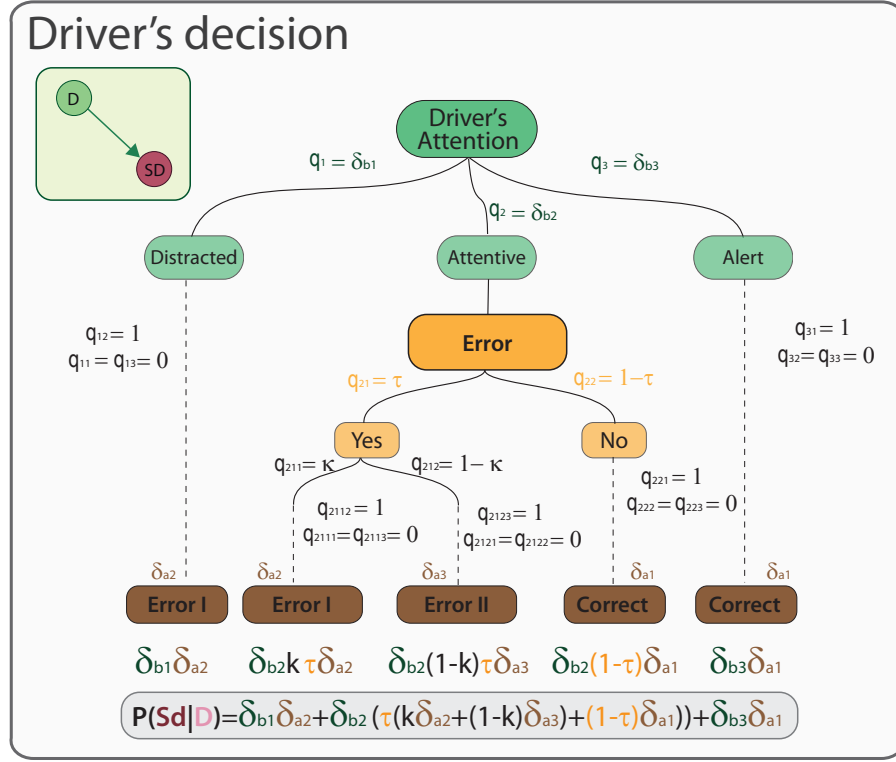 Driver's decision
D
SD
Driver's
Attention
q₁ = δb1
q₂ = δb2
q₃ = δb3
Distracted
Attentive
Alert
q₁₂ = 1
q₁₁ = q₁₃ = 0
Error
q₃₁ = 1
q₃₂ = q₃₃ = 0
q₂₁ = τ
q₂₂ = 1−τ
Yes
No
q₂₁₁ = κ
q₂₁₂ = 1− κ
q₂₂₁ = 1
q₂₂₂ = q₂₂₃ = 0
q₂₁₁₂ = 1
q₂₁₁₁ = q₂₁₁₃ = 0
q₂₁₂₃ = 1
q₂₁₂₁ = q₂₁₂₂ = 0
δa2
δa2
δa3
δa1
δa1
Error I
Error I
Error II
Correct
Correct
δb1δa2
δb2k τδa2
δb2(1-k)τδa3
δb2(1-τ)δa1
δb3δa1
P(Sd|D)=δb1δa2+δb2 (τ(kδa2+(1-k)δa3)+(1-τ)δa1))+δb3δa1